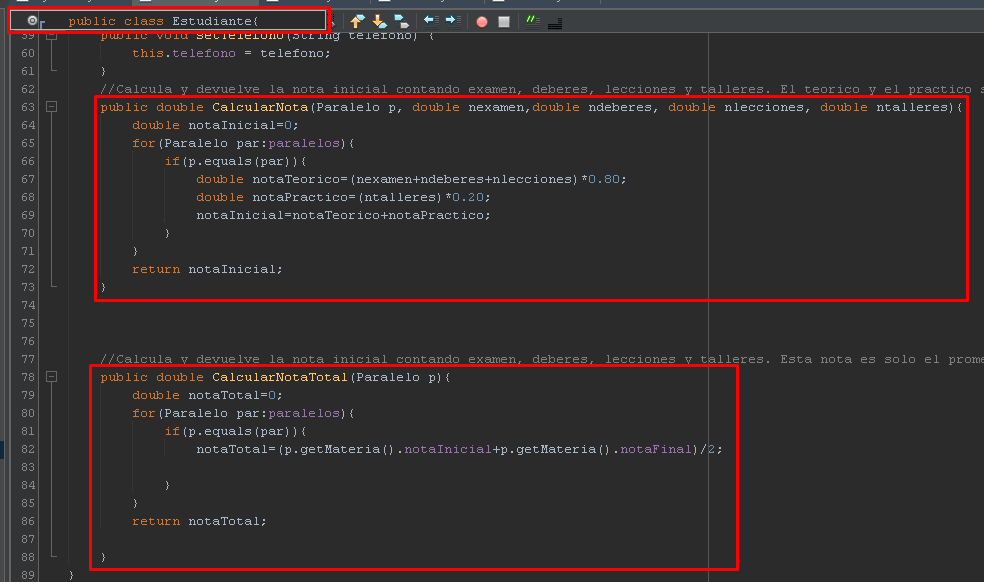 public class Estudiante{
59 public void setTelefono(String telefono) {
60 this.telefono = telefono;
61 }
62 //Calcula y devuelve la nota inicial contando examen, deberes, lecciones y talleres. El teorico y el practico s
63 public double CalcularNota(Paralelo p, double nexamen,double ndeberes, double nlecciones, double ntalleres){
64 double notaInicial=0;
65 for(Paralelo par:paralelos){
66 if(p.equals(par)){
67 double notaTeorico=(nexamen+ndeberes+nlecciones)*0.80;
68 double notaPractico=(ntalleres)*0.20;
69 notaInicial=notaTeorico+notaPractico;
70 }
71 }
72 return notaInicial;
73 }
74
75
76
77 //Calcula y devuelve la nota inicial contando examen, deberes, lecciones y talleres. Esta nota es solo el prome
78 public double CalcularNotaTotal(Paralelo p){
79 double notaTotal=0;
80 for(Paralelo par:paralelos){
81 if(p.equals(par)){
82 notaTotal=(p.getMateria().notaInicial+p.getMateria().notaFinal)/2;
83
84 }
85 }
86 return notaTotal;
87
88 }
89 }